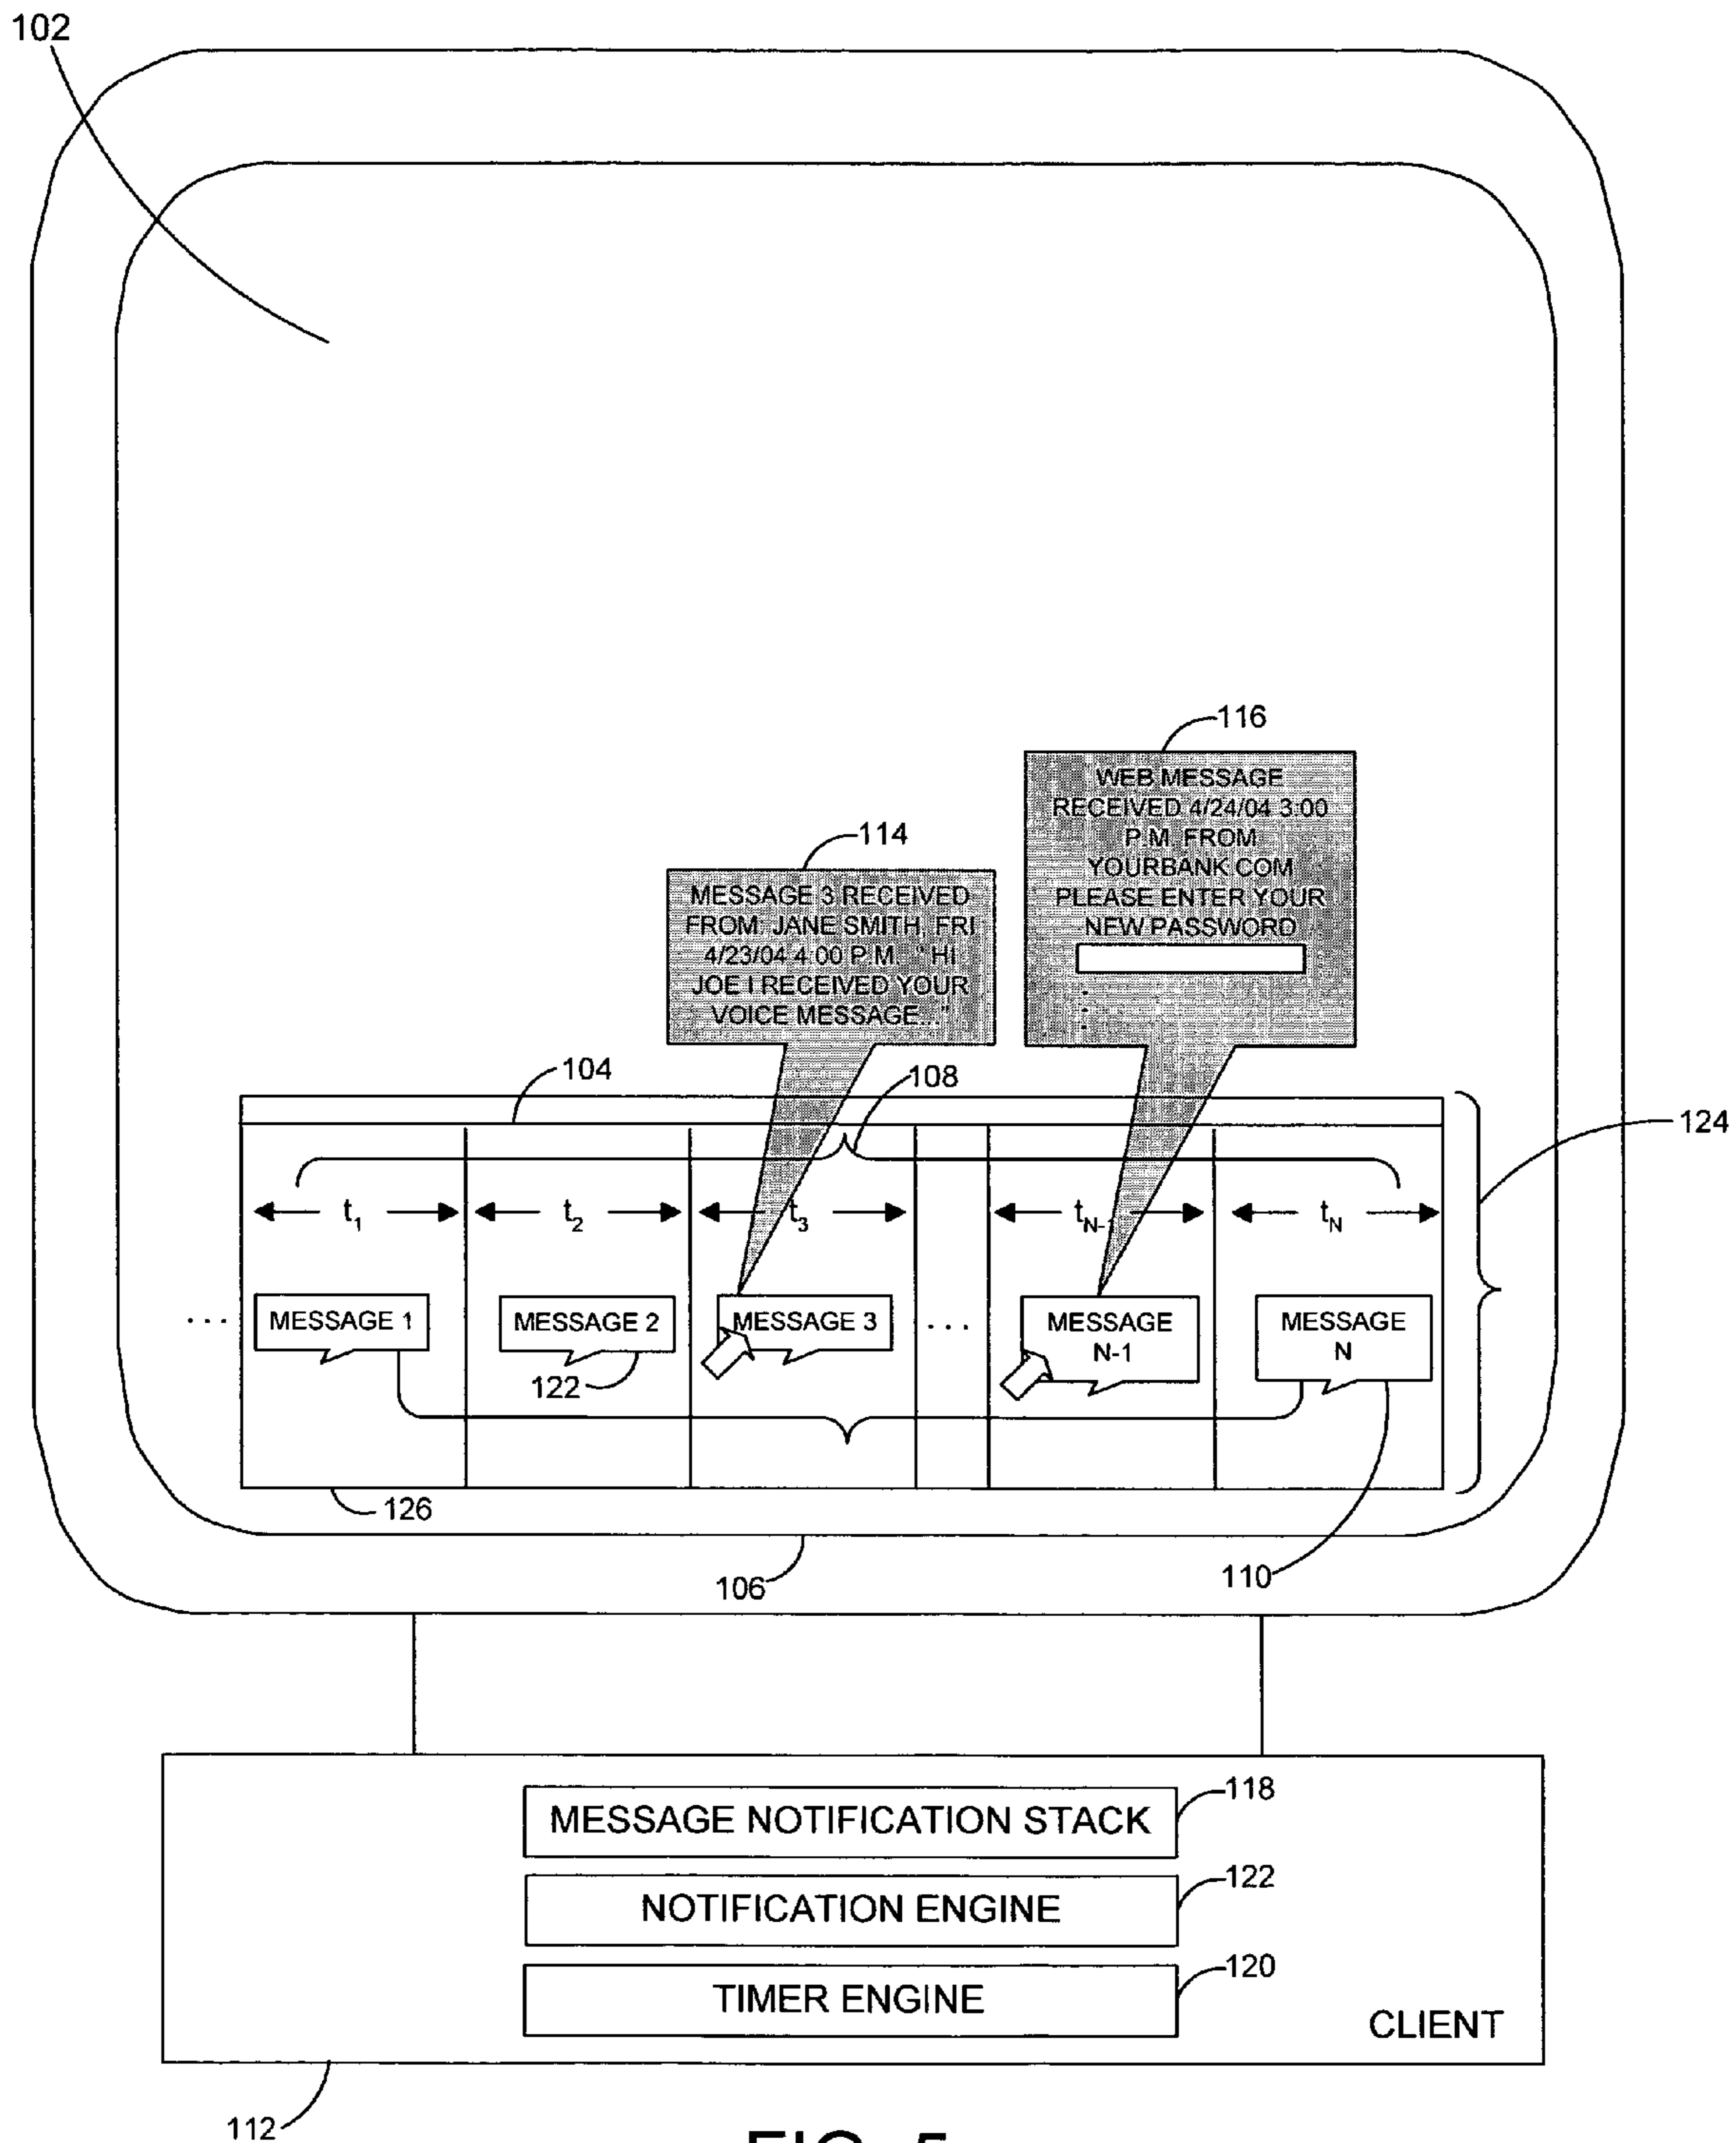 102
116
WEB MESSAGE
RECEIVED 4/24/04 3:00
P.M. FROM
YOURBANK.COM
PLEASE ENTER YOUR
NEW PASSWORD
114
MESSAGE 3 RECEIVED
FROM: JANE SMITH, FRI
4/23/04 4:00 P.M. "HI
JOE I RECEIVED YOUR
VOICE MESSAGE..."
104
108
124
t1
t2
t3
tN-1
tN
...
MESSAGE 1
MESSAGE 2
MESSAGE 3
...
MESSAGE
N-1
MESSAGE
N
122
126
106
110
MESSAGE NOTIFICATION STACK
118
NOTIFICATION ENGINE
122
TIMER ENGINE
120
CLIENT
112
FIG. 5